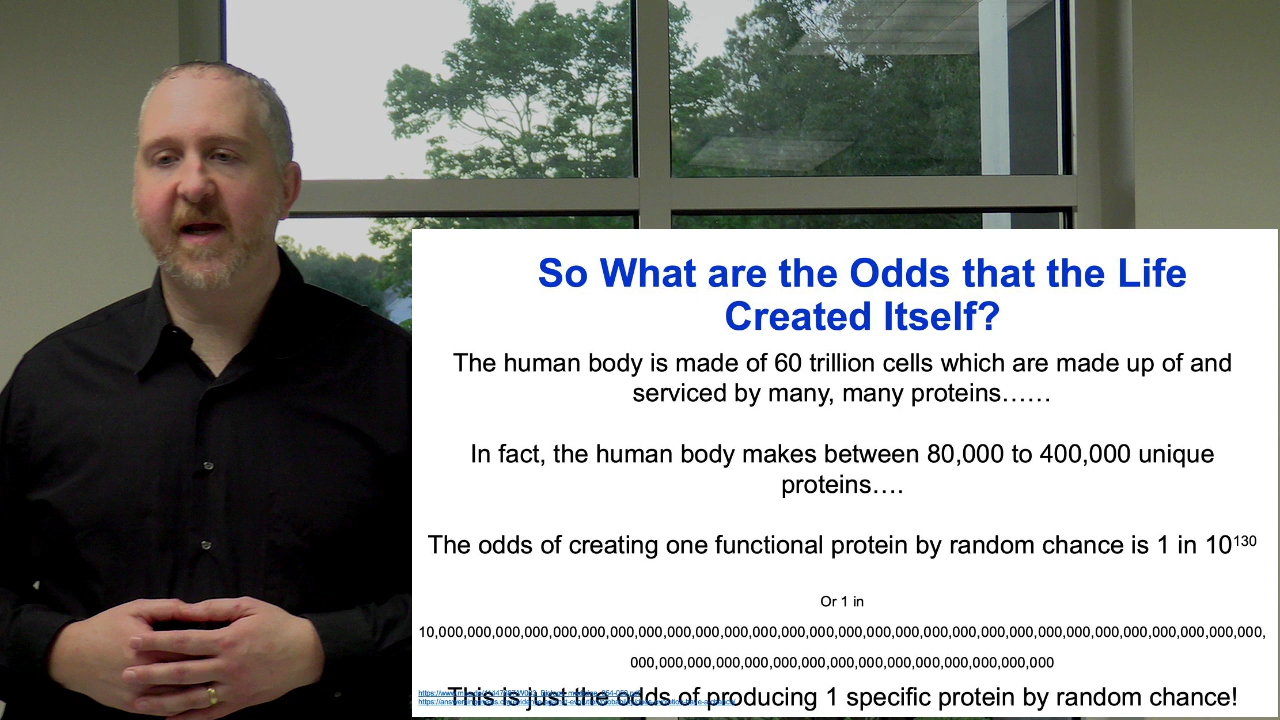 So What are the Odds that the Life
Created Itself?
The human body is made of 60 trillion cells which are made up of and
serviced by many, many proteins……
In fact, the human body makes between 80,000 to 400,000 unique
proteins….
The odds of creating one functional protein by random chance is 1 in 10¹³⁰
Or 1 in
10,000,000,000,000,000,000,000,000,000,000,000,000,000,000,000,000,000,000,000,000,000,000,000,000,000,000,000,000,000,000,
000,000,000,000,000,000,000,000,000,000,000,000,000,000,000
This is just the odds of producing 1 specific protein by random chance!